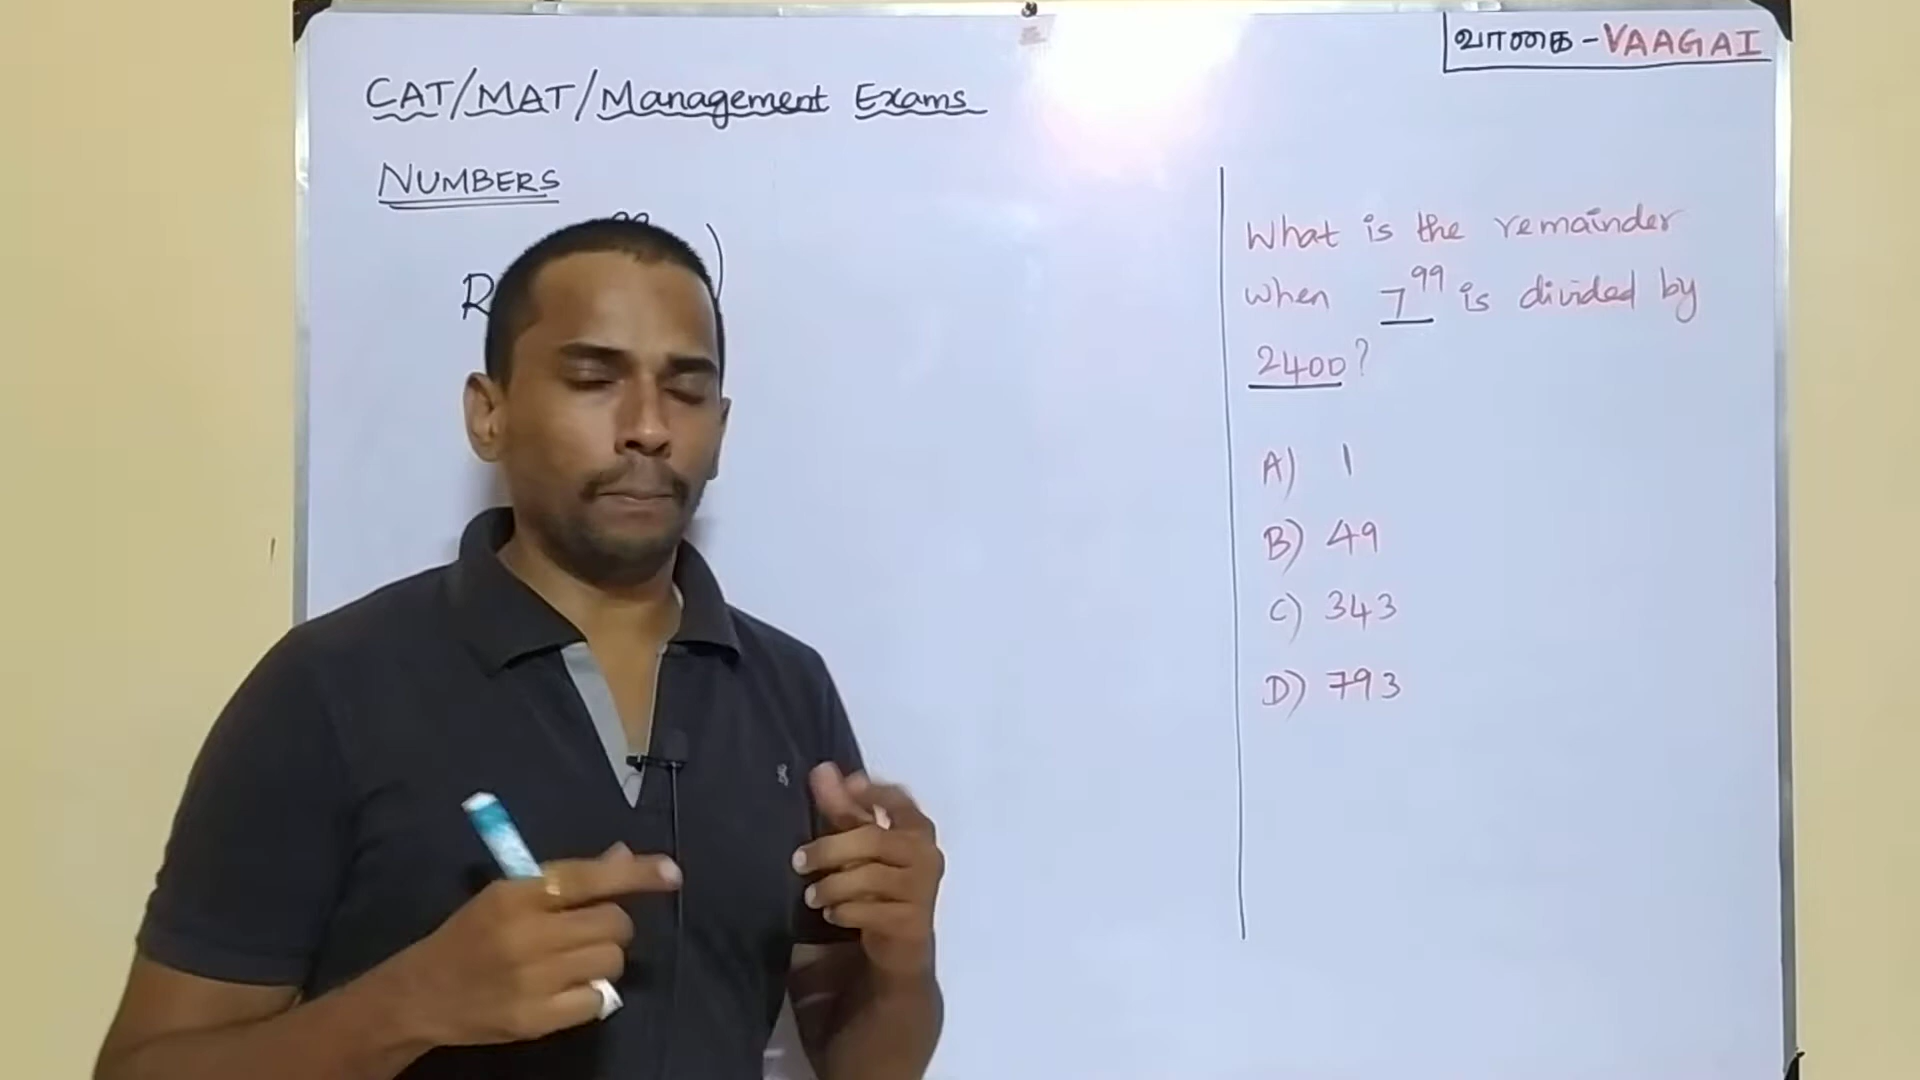 வாகை - VAAGAI
CAT/MAT/Management Exams
NUMBERS
R
What is the remainder
when 7^99 is divided by
2400?
A) 1
B) 49
C) 343
D) 793